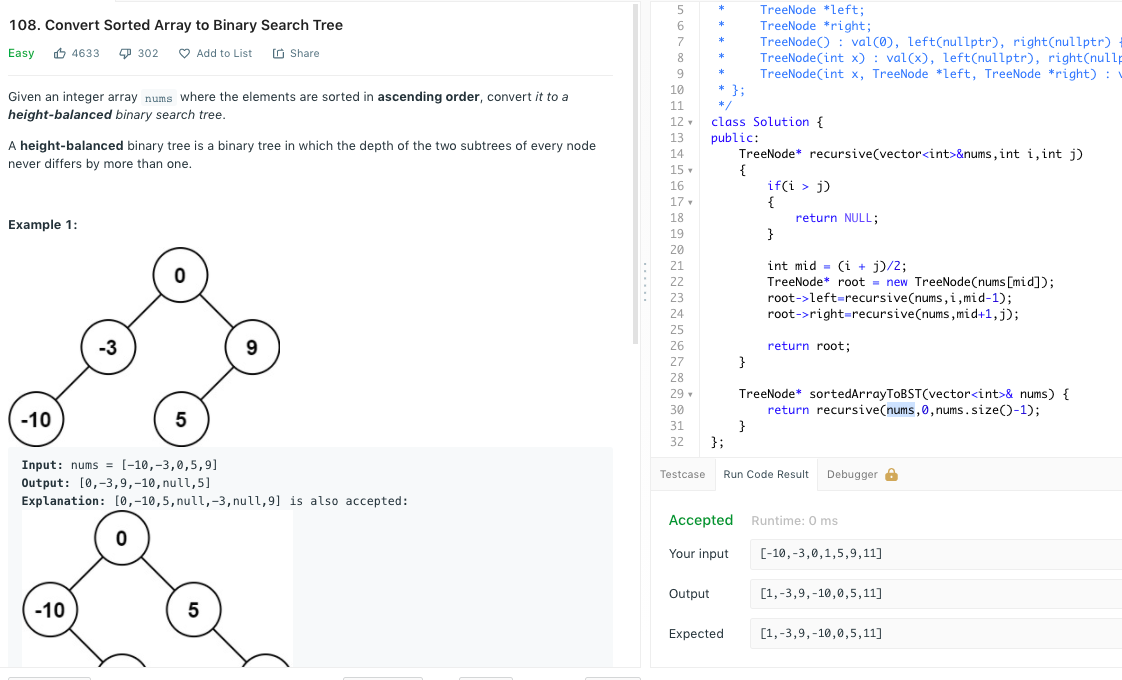 108. Convert Sorted Array to Binary Search Tree
Easy 4633 302 Add to List Share
Given an integer array nums where the elements are sorted in ascending order, convert it to a
height-balanced binary search tree.
A height-balanced binary tree is a binary tree in which the depth of the two subtrees of every node
never differs by more than one.
Example 1:
0
-3 9
-10 5
Input: nums = [-10,-3,0,5,9]
Output: [0,-3,9,-10,null,5]
Explanation: [0,-10,5,null,-3,null,9] is also accepted:
0
-10 5
5 * TreeNode *left;
6 * TreeNode *right;
7 * TreeNode() : val(0), left(nullptr), right(nullptr) {
8 * TreeNode(int x) : val(x), left(nullptr), right(nullp
9 * TreeNode(int x, TreeNode *left, TreeNode *right) : v
10 * };
11 */
12 class Solution {
13 public:
14 TreeNode* recursive(vector<int>&nums,int i,int j)
15 {
16 if(i > j)
17 {
18 return NULL;
19 }
20
21 int mid = (i + j)/2;
22 TreeNode* root = new TreeNode(nums[mid]);
23 root->left=recursive(nums,i,mid-1);
24 root->right=recursive(nums,mid+1,j);
25
26 return root;
27 }
28
29 TreeNode* sortedArrayToBST(vector<int>& nums) {
30 return recursive(nums,0,nums.size()-1);
31 }
32 };
Testcase Run Code Result Debugger
Accepted Runtime: 0 ms
Your input [-10,-3,0,1,5,9,11]
Output [1,-3,9,-10,0,5,11]
Expected [1,-3,9,-10,0,5,11]